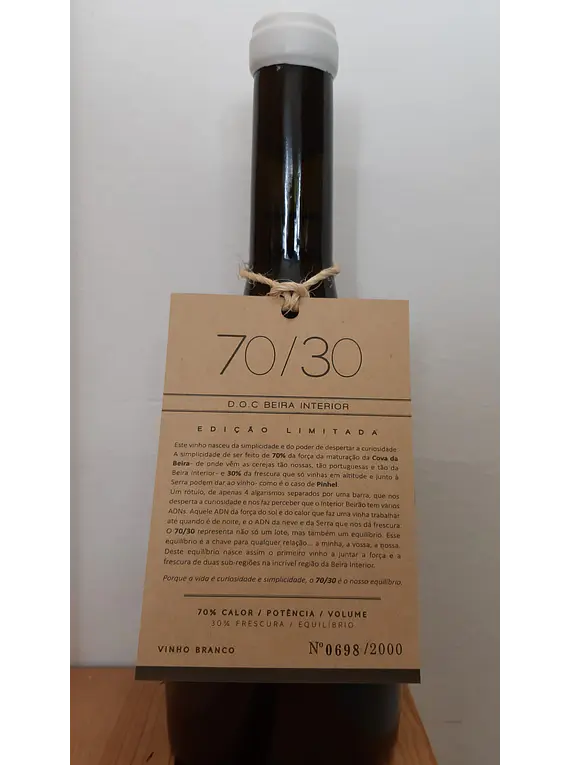 70/30
D.O.C BEIRA INTERIOR
EDIÇÃO LIMITADA
Este vinho nasceu da simplicidade e do poder de despertar a curiosidade.
A simplicidade de ser feito de 70% da força da maturação da Cova da
Beira- de onde vêm as cerejas tão nossas, tão portuguesas e tão da
Beira interior- e 30% da frescura que só vinhas em altitude e junto à
Serra podem dar ao vinho- como é o caso de Pinhel.
Um rótulo, de apenas 4 algarismos separados por uma barra, que nos
desperta a curiosidade e nos faz perceber que o Interior Beirão tem vários
ADNs. Aquele ADN da força do sol e do calor que faz uma vinha trabalhar
até quando é de noite, e o ADN da neve e da Serra que nos dá frescura.
O 70/30 representa não só um lote, mas também um equilíbrio. Esse
equilíbrio é a chave para qualquer relação... a minha, a vossa, a nossa.
Deste equilíbrio nasce assim o primeiro vinho a juntar a força e a
frescura de duas sub-regiões na incrível região da Beira Interior.
Porque a vida é curiosidade e simplicidade, o 70/30 é o nosso equilíbrio.
70% CALOR / POTÊNCIA / VOLUME
30% FRESCURA / EQUILÍBRIO
VINHO BRANCO Nº0698/2000